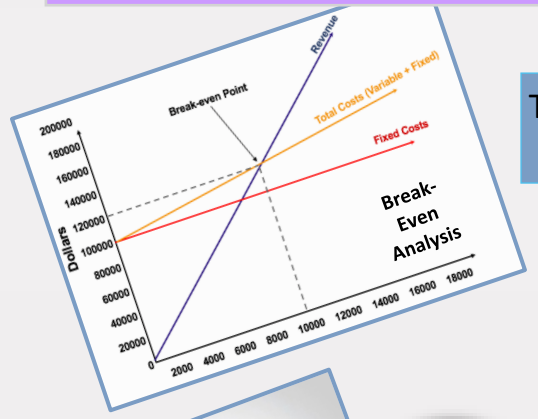 Revenue
Break-even Point
Total Costs (Variable + Fixed)
Fixed Costs
Break-
Even
Analysis
Dollars
200000
180000
160000
140000
120000
100000
80000
60000
40000
20000
0
2000 4000 6000 8000 10000 12000 14000 16000 18000
T